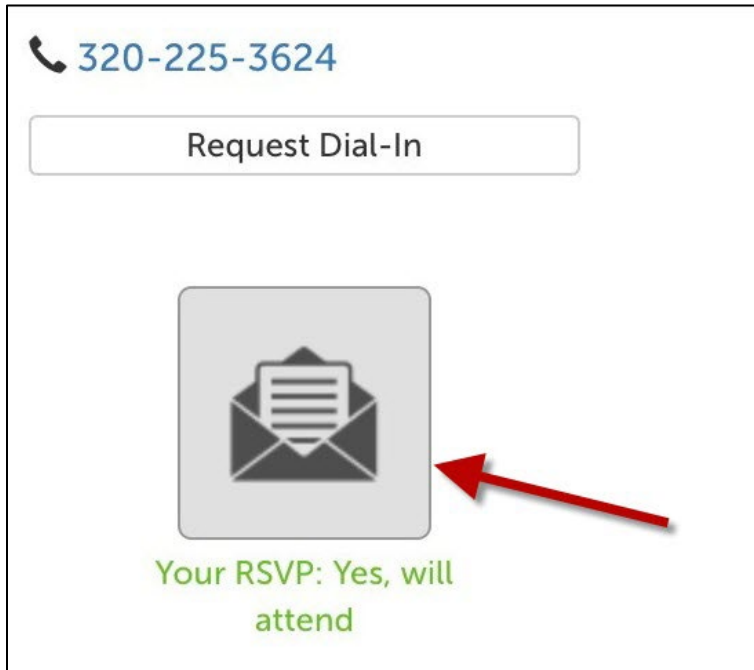 320-225-3624
Request Dial-In
Your RSVP: Yes, will
attend